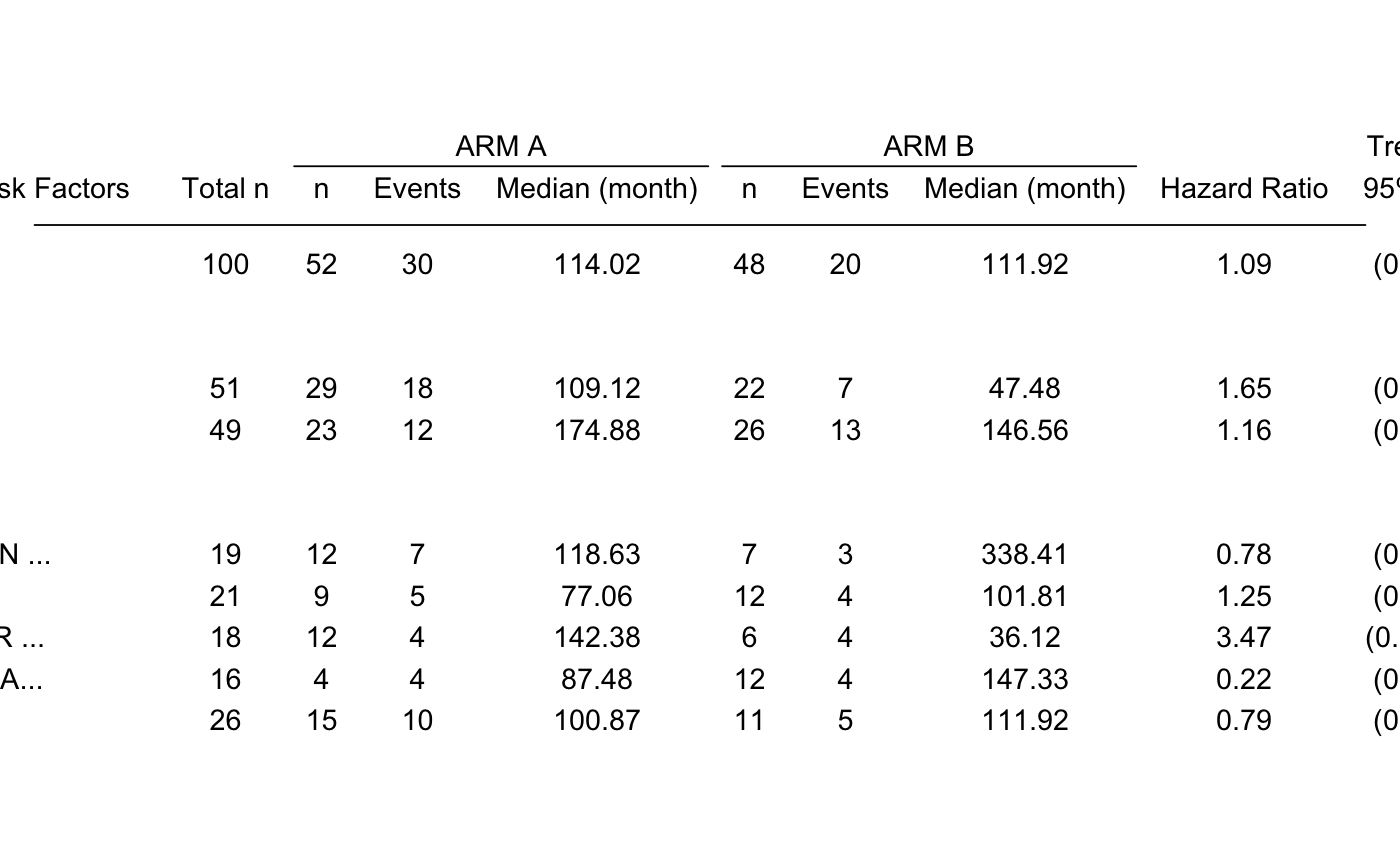 ARM A ARM B Tre
sk Factors Total n n Events Median (month) n Events Median (month) Hazard Ratio 95%
100 52 30 114.02 48 20 111.92 1.09 (0
51 29 18 109.12 22 7 47.48 1.65 (0
49 23 12 174.88 26 13 146.56 1.16 (0
N ... 19 12 7 118.63 7 3 338.41 0.78 (0
21 9 5 77.06 12 4 101.81 1.25 (0
R ... 18 12 4 142.38 6 4 36.12 3.47 (0.
A... 16 4 4 87.48 12 4 147.33 0.22 (0
26 15 10 100.87 11 5 111.92 0.79 (0